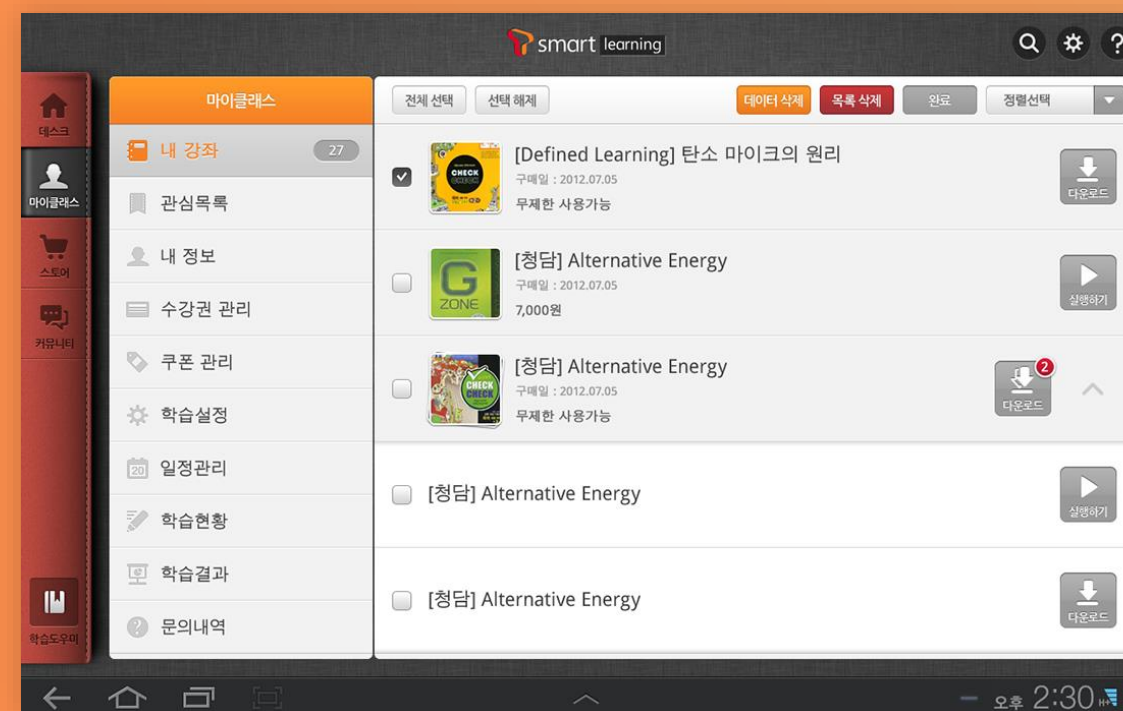 smart learning
데스크
마이클래스
스토어
커뮤니티
학습도우미
마이클래스
내 강좌 27
관심목록
내 정보
수강권 관리
쿠폰 관리
학습설정
20 일정관리
학습현황
학습결과
문의내역
전체 선택 선택 해제 데이터 삭제 목록 삭제 완료 정렬선택
CHECK CHECK
[Defined Learning] 탄소 마이크의 원리
구매일 : 2012.07.05
무제한 사용가능
다운로드
G ZONE
[청담] Alternative Energy
구매일 : 2012.07.05
7,000원
실행하기
CHECK CHECK
[청담] Alternative Energy
구매일 : 2012.07.05
무제한 사용가능
2
다운로드
[청담] Alternative Energy
실행하기
[청담] Alternative Energy
다운로드
오후 2:30